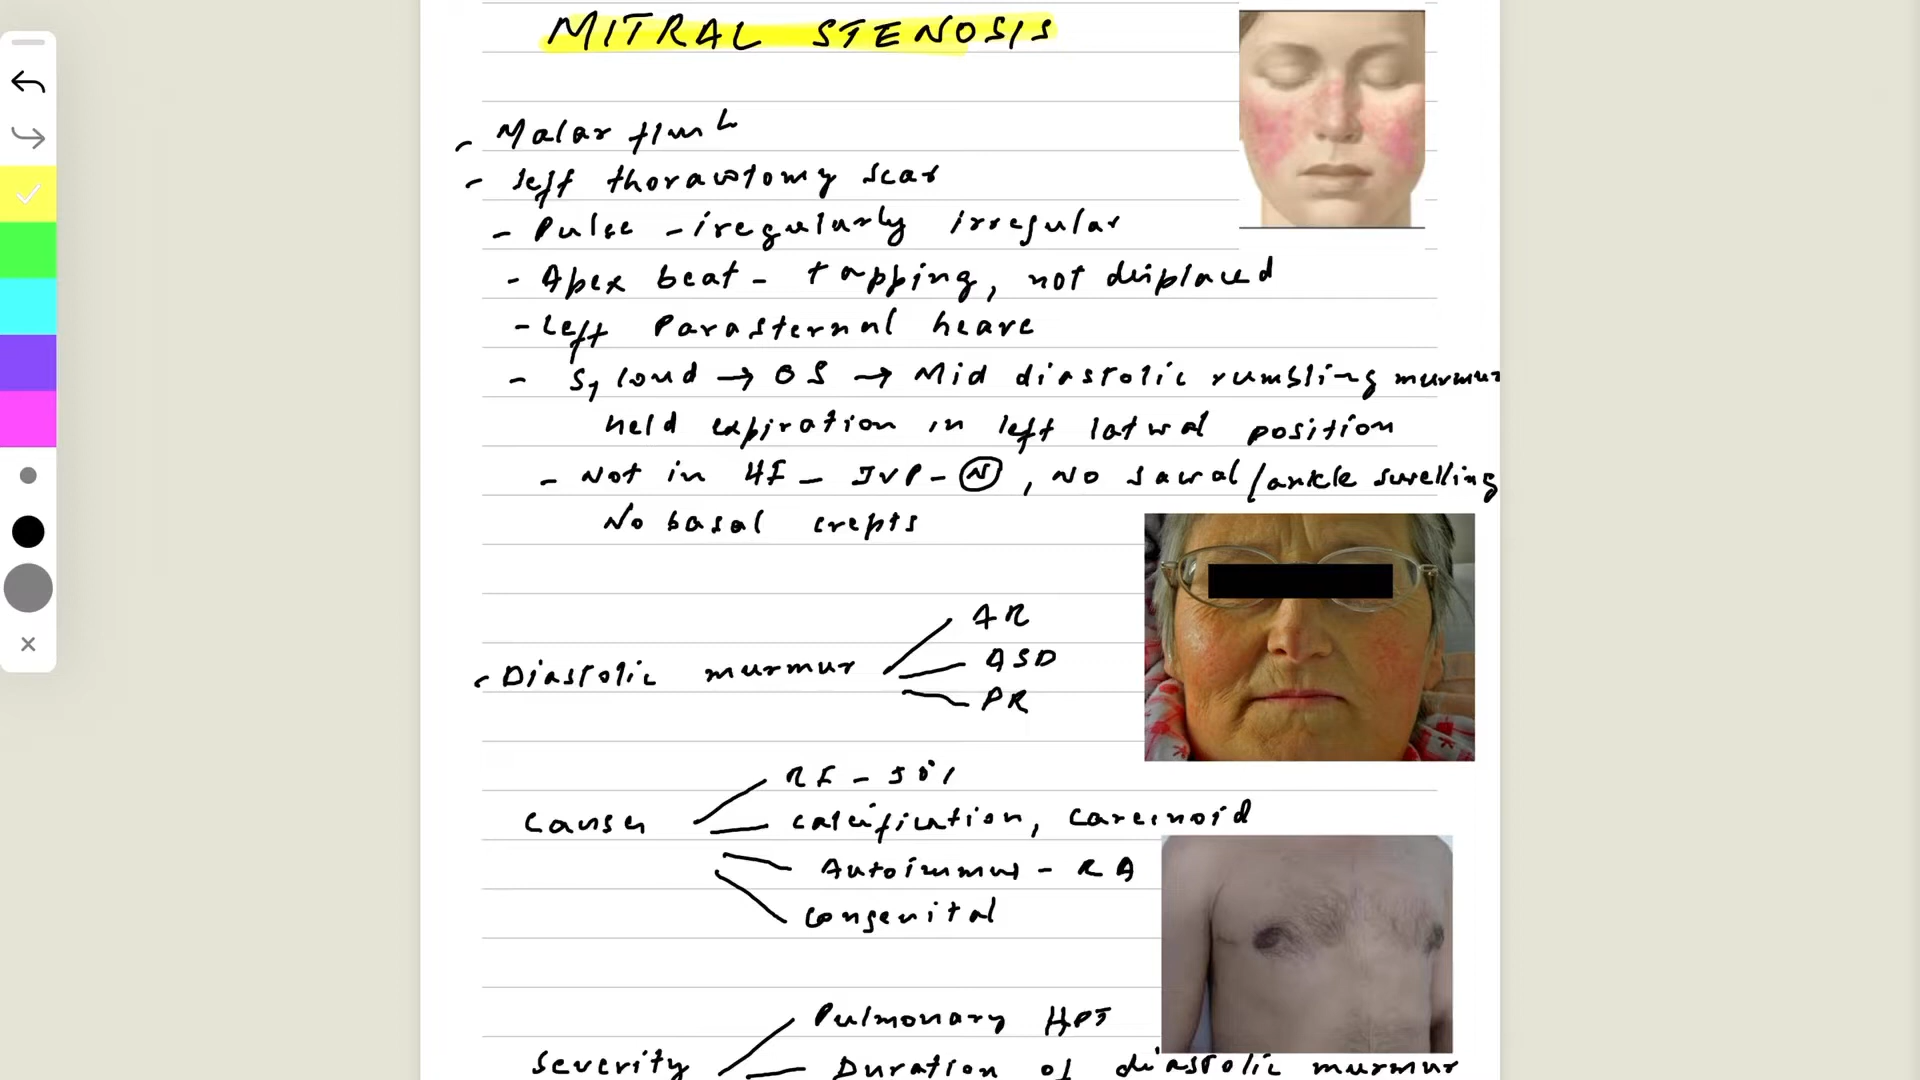 MITRAL STENOSIS
- Malar flush
- left thoracotomy scar
- Pulse - irregularly irregular
- Apex beat - tapping, not displaced
- Left Parasternal heave
- S1 loud → OS → Mid diastolic rumbling murmur
held expiration in left lateral position
- Not in HF - JVP - N, No sacral/ankle swelling
No basal crepts
- Diastolic murmur
AR
ASD
PR
Causes
RF - 50%
calcification, carcinoid
Autoimmune - RA
congenital
Severity
Pulmonary HPT
Duration of diastolic murmur